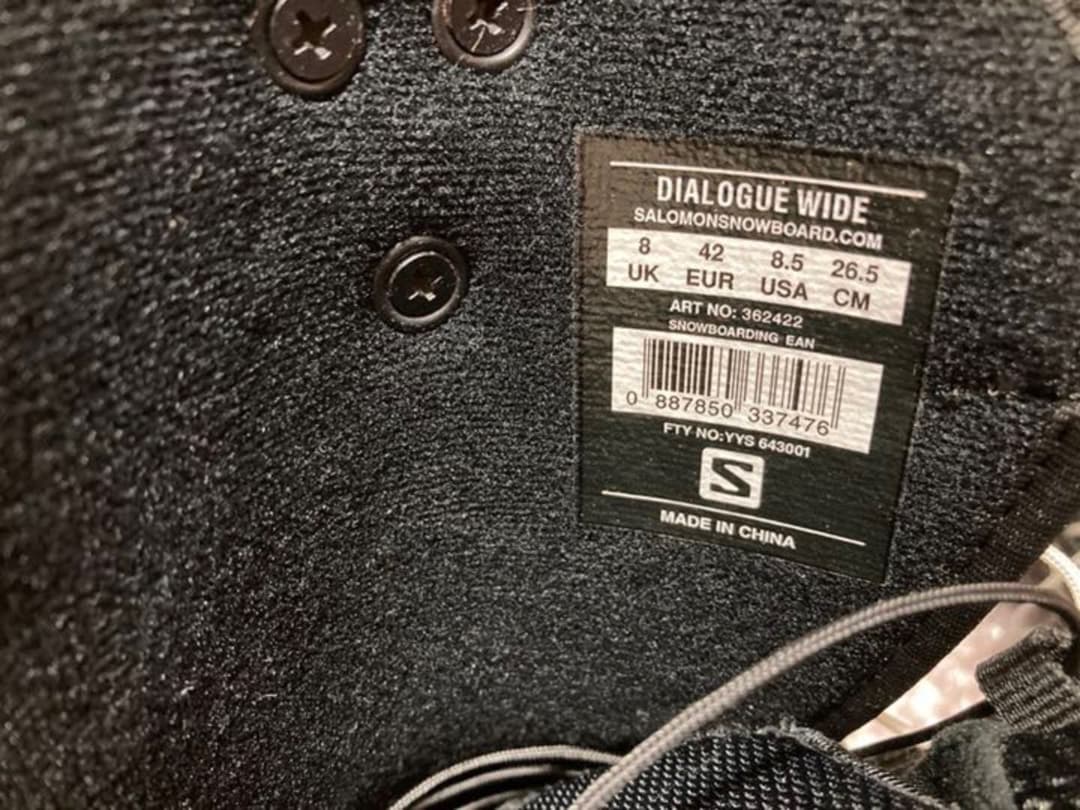 DIALOGUE WIDE
SALOMONSNOWBOARD.COM
8 42 8.5 26.5
UK EUR USA CM
ART NO: 362422
SNOWBOARDING EAN
0 887850 337476
FTY NO:YYS 643001
S
MADE IN CHINA